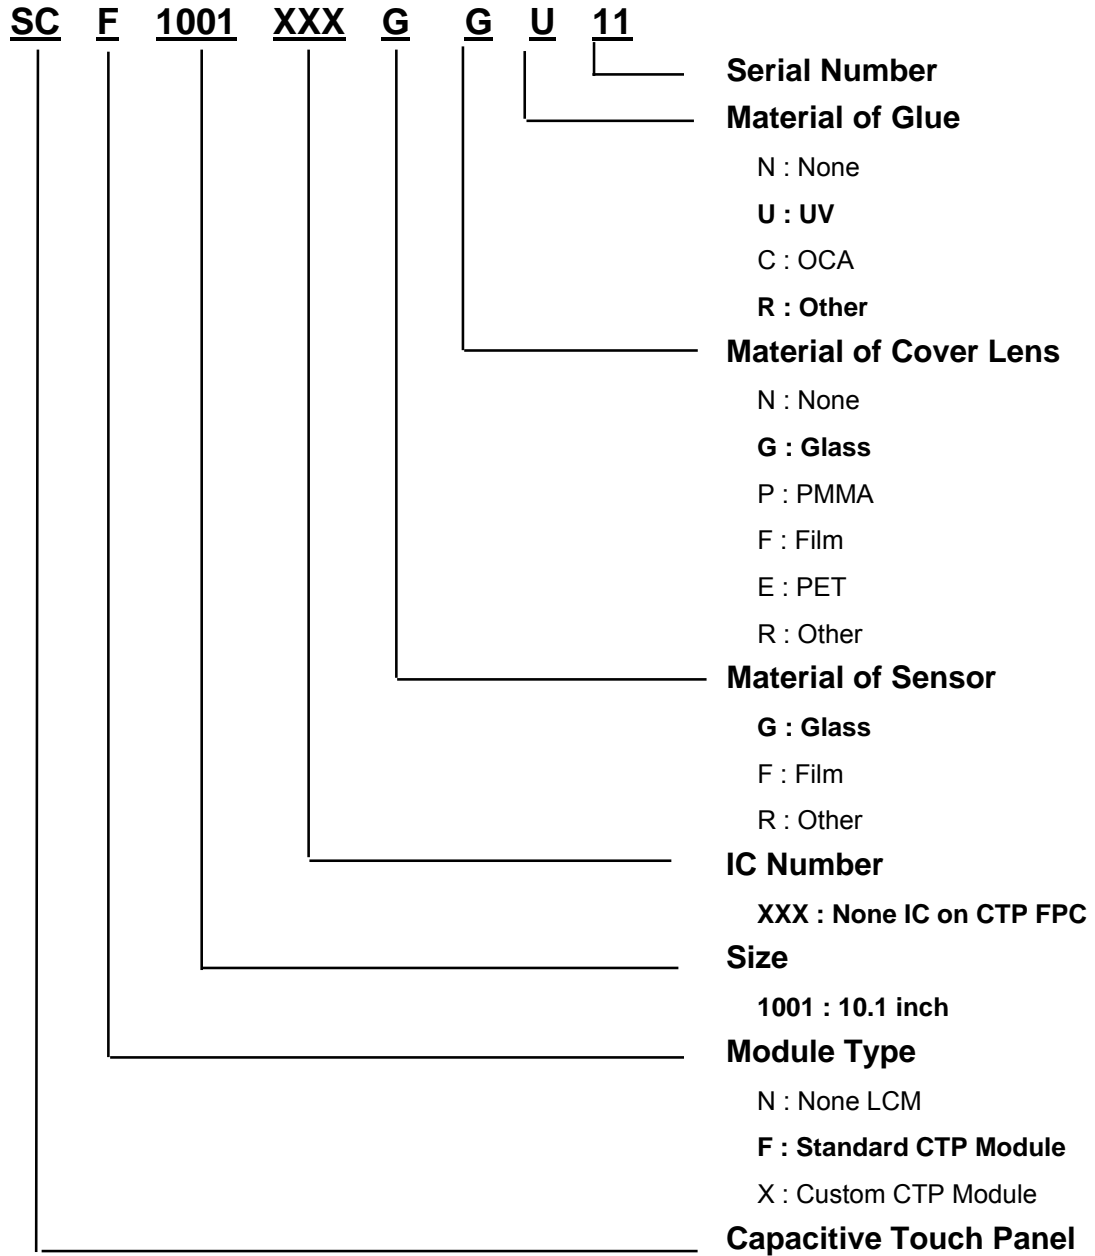 SC F 1001 XXX G G U 11
Serial Number
Material of Glue
N : None
U : UV
C : OCA
R : Other
Material of Cover Lens
N : None
G : Glass
P : PMMA
F : Film
E : PET
R : Other
Material of Sensor
G : Glass
F : Film
R : Other
IC Number
XXX : None IC on CTP FPC
Size
1001 : 10.1 inch
Module Type
N : None LCM
F : Standard CTP Module
X : Custom CTP Module
Capacitive Touch Panel